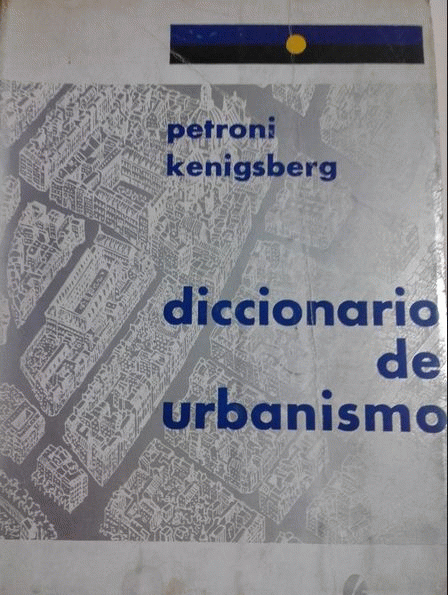 petroni
kenigsberg
diccionario
de
urbanismo